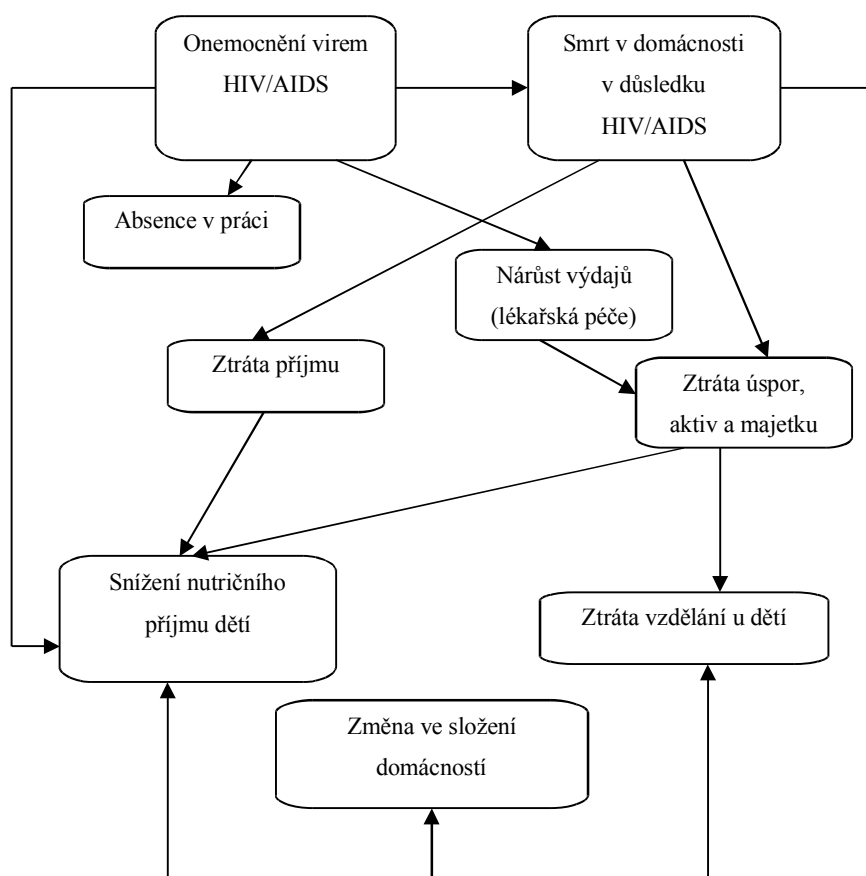 Onemocnění virem
HIV/AIDS
Smrt v domácnosti
v důsledku
HIV/AIDS
Absence v práci
Nárůst výdajů
(lékařská péče)
Ztráta příjmu
Ztráta úspor,
aktiv a majetku
Snížení nutričního
příjmu dětí
Ztráta vzdělání u dětí
Změna ve složení
domácností